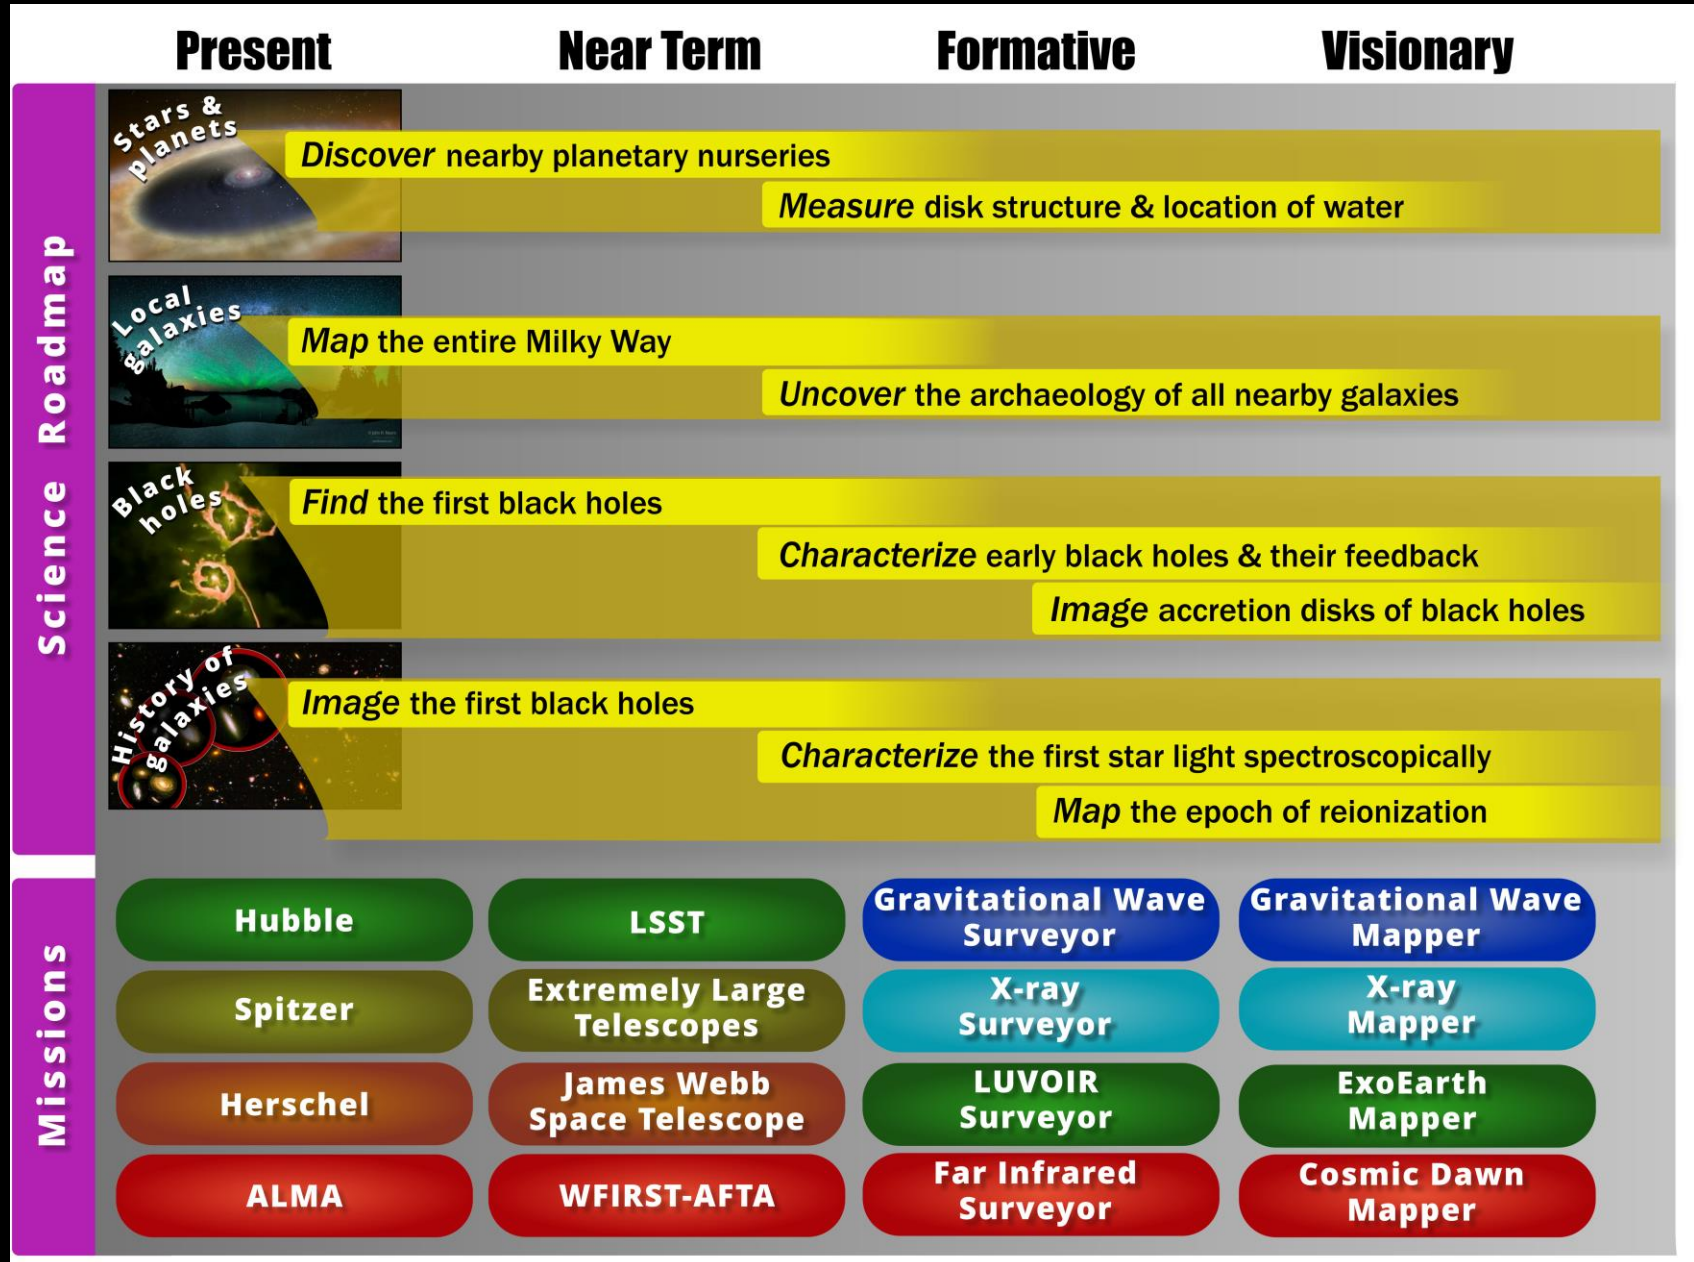 Present Near Term Formative Visionary
Science Roadmap
Stars &
planets
Discover nearby planetary nurseries
Measure disk structure & location of water
Local
galaxies
Map the entire Milky Way
Uncover the archaeology of all nearby galaxies
Black
holes
Find the first black holes
Characterize early black holes & their feedback
Image accretion disks of black holes
History of
galaxies
Image the first black holes
Characterize the first star light spectroscopically
Map the epoch of reionization
Missions
Hubble
LSST
Gravitational Wave
Surveyor
Gravitational Wave
Mapper
Spitzer
Extremely Large
Telescopes
X-ray
Surveyor
X-ray
Mapper
Herschel
James Webb
Space Telescope
LUVOIR
Surveyor
ExoEarth
Mapper
ALMA
WFIRST-AFTA
Far Infrared
Surveyor
Cosmic Dawn
Mapper